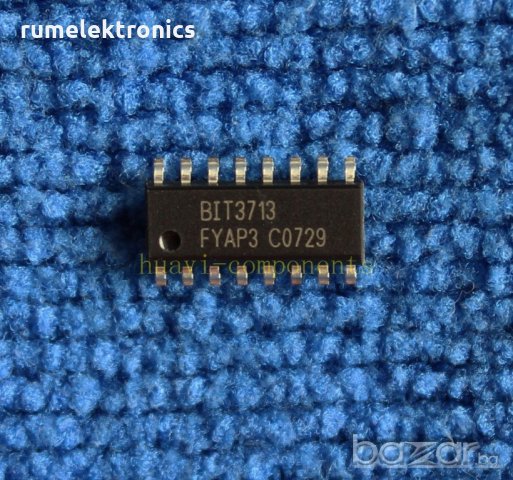 rumelektronics
BIT3713
FYAP3 C0729
huayi-components
bazar.bg